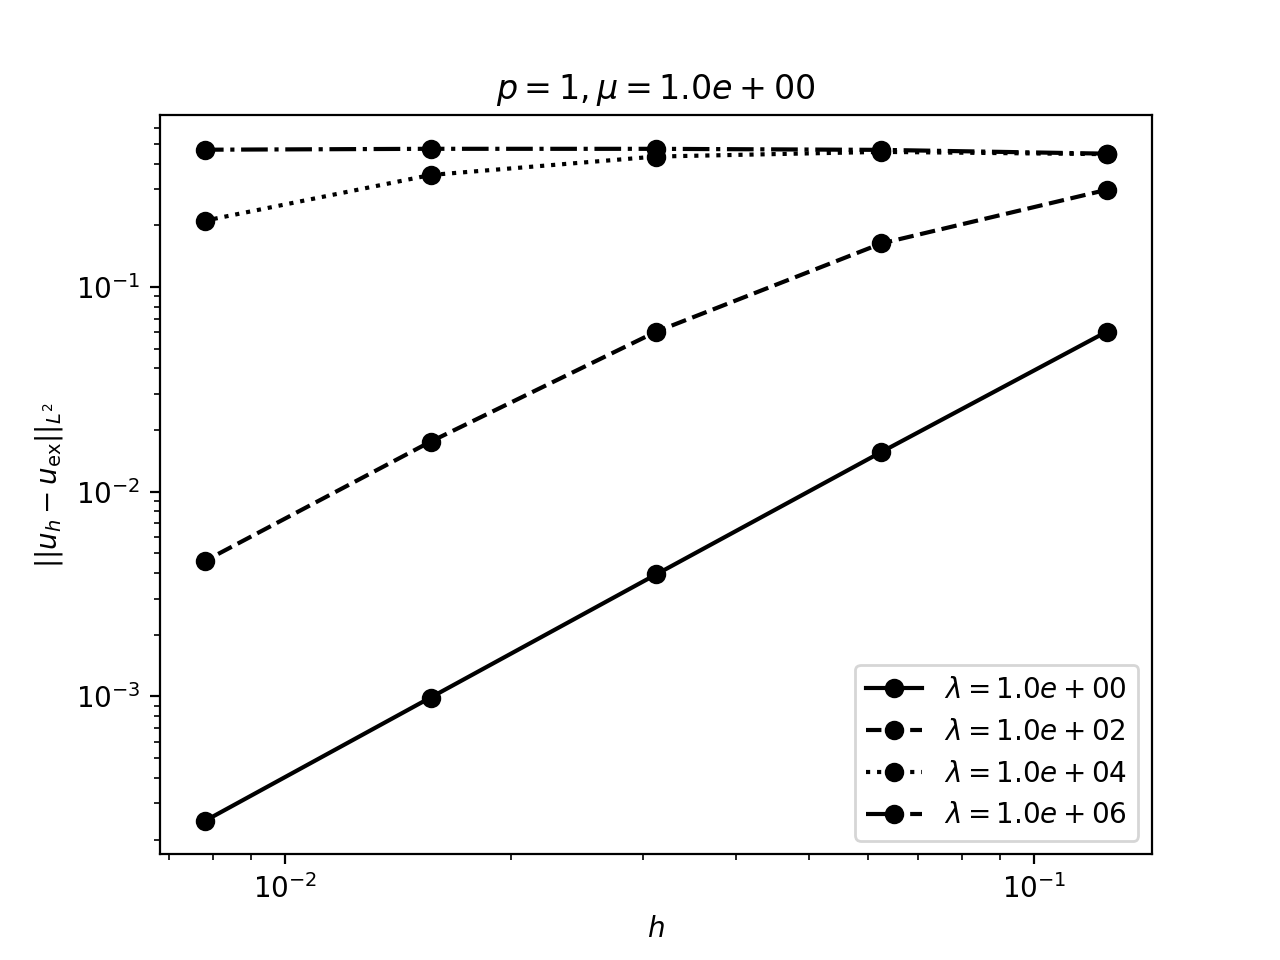 p = 1, μ = 1.0e + 00
||u_h − u_ex||_{L^2}
10^{−1}
10^{−2}
10^{−3}
λ = 1.0e + 00
λ = 1.0e + 02
λ = 1.0e + 04
λ = 1.0e + 06
10^{−2} 10^{−1}
h